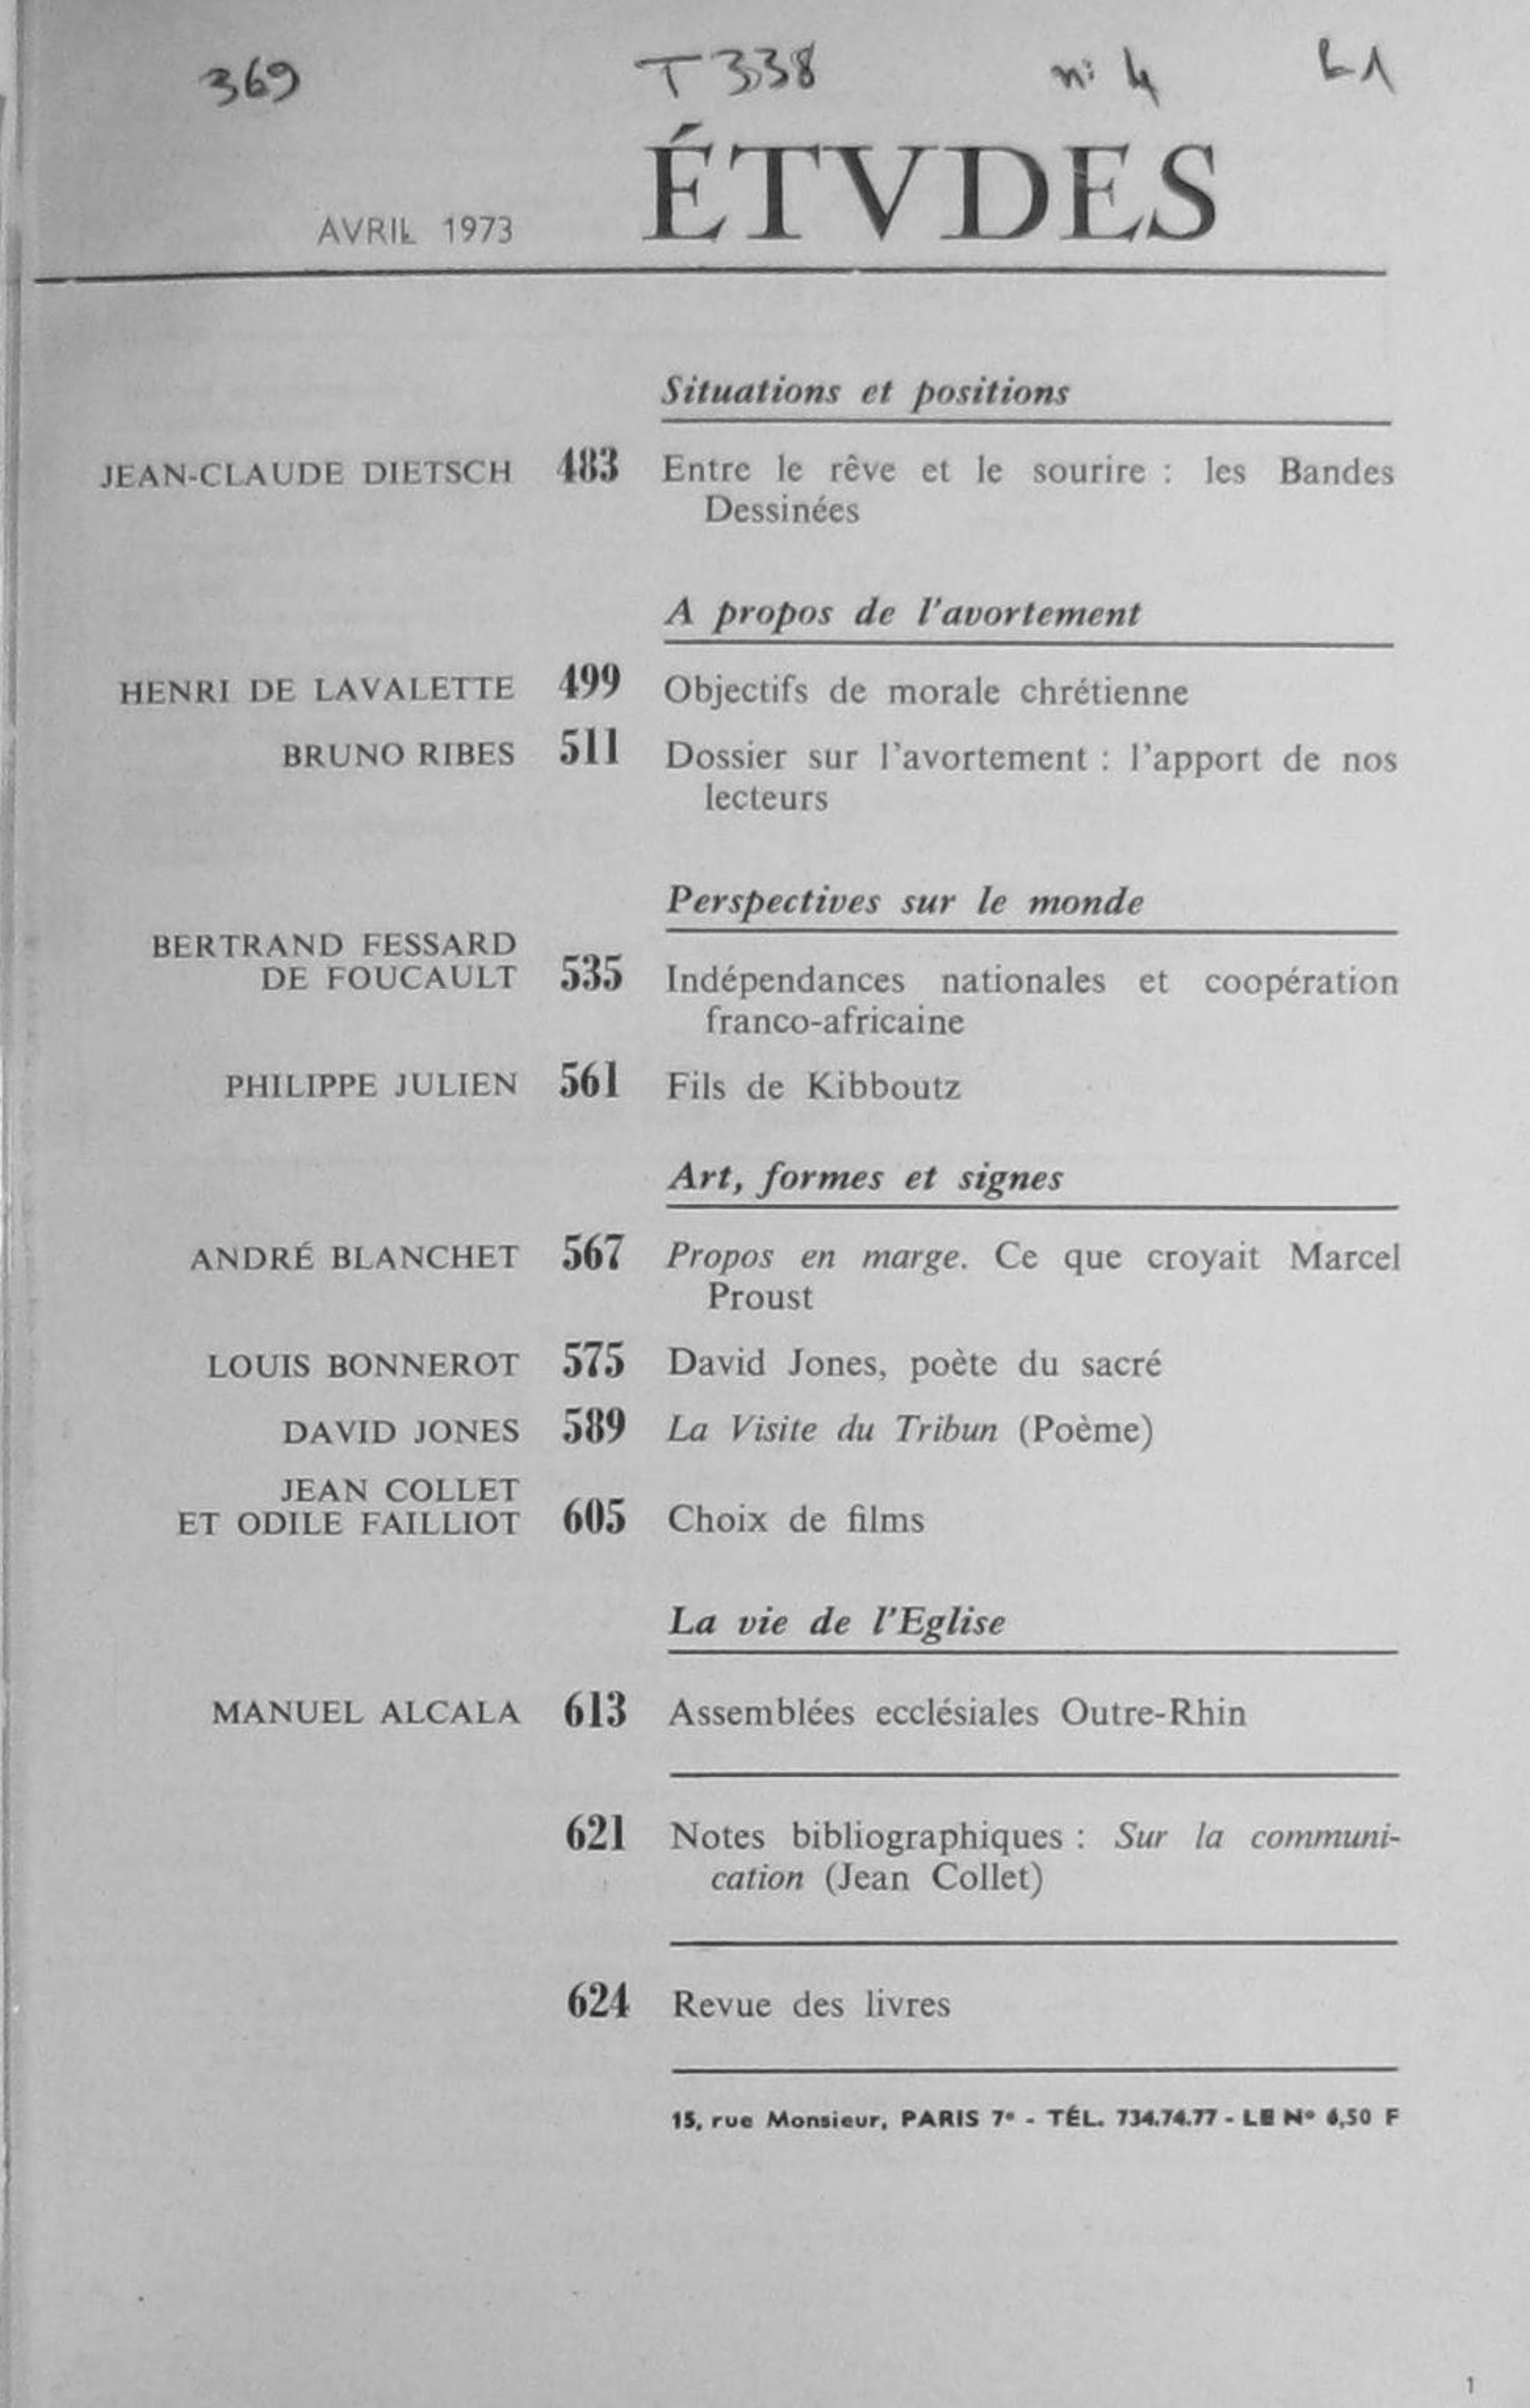 369 T 338 n: 4 L1
AVRIL 1973 ÉTVDES
Situations et positions
JEAN-CLAUDE DIETSCH 483 Entre le rêve et le sourire : les Bandes
Dessinées
A propos de l'avortement
HENRI DE LAVALETTE 499 Objectifs de morale chrétienne
BRUNO RIBES 511 Dossier sur l'avortement : l'apport de nos
lecteurs
Perspectives sur le monde
BERTRAND FESSARD
DE FOUCAULT 535 Indépendances nationales et coopération
franco-africaine
PHILIPPE JULIEN 561 Fils de Kibboutz
Art, formes et signes
ANDRÉ BLANCHET 567 Propos en marge. Ce que croyait Marcel
Proust
LOUIS BONNEROT 575 David Jones, poète du sacré
DAVID JONES 589 La Visite du Tribun (Poème)
JEAN COLLET
ET ODILE FAILLIOT 605 Choix de films
La vie de l'Eglise
MANUEL ALCALA 613 Assemblées ecclésiales Outre-Rhin
621 Notes bibliographiques : Sur la communi-
cation (Jean Collet)
624 Revue des livres
15, rue Monsieur, PARIS 7e - TÉL. 734.74.77 - LE N° 6,50 F
1